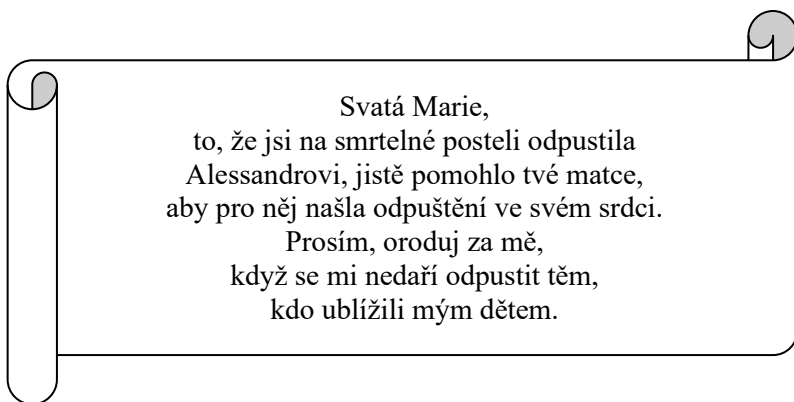 Svatá Marie,
to, že jsi na smrtelné posteli odpustila
Alessandrovi, jistě pomohlo tvé matce,
aby pro něj našla odpuštění ve svém srdci.
Prosím, oroduj za mě,
když se mi nedaří odpustit těm,
kdo ublížili mým dětem.